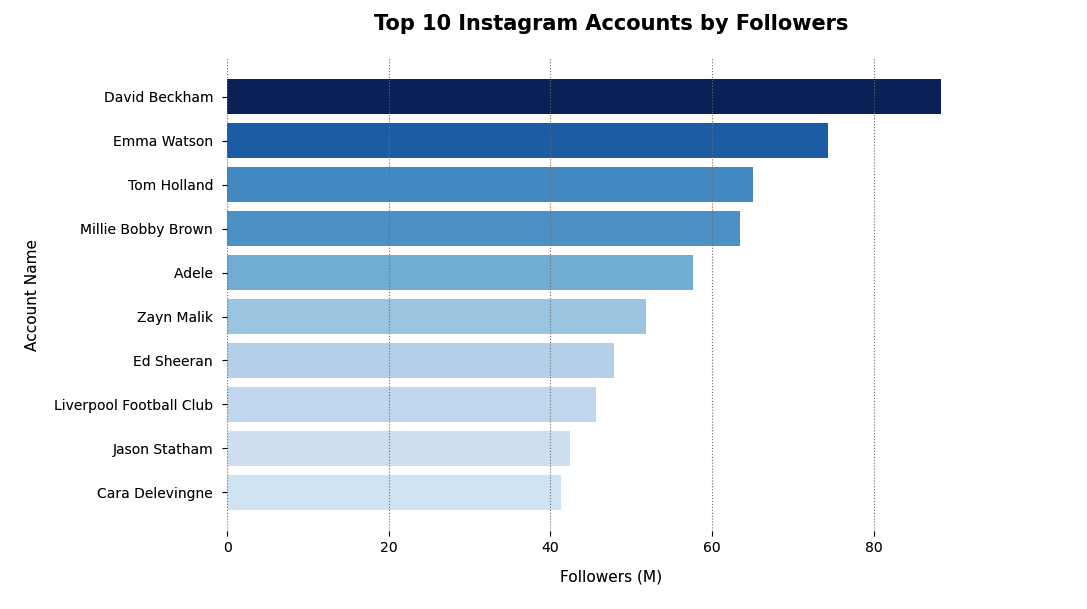 Top 10 Instagram Accounts by Followers
Account Name
David Beckham
Emma Watson
Tom Holland
Millie Bobby Brown
Adele
Zayn Malik
Ed Sheeran
Liverpool Football Club
Jason Statham
Cara Delevingne
0 20 40 60 80
Followers (M)